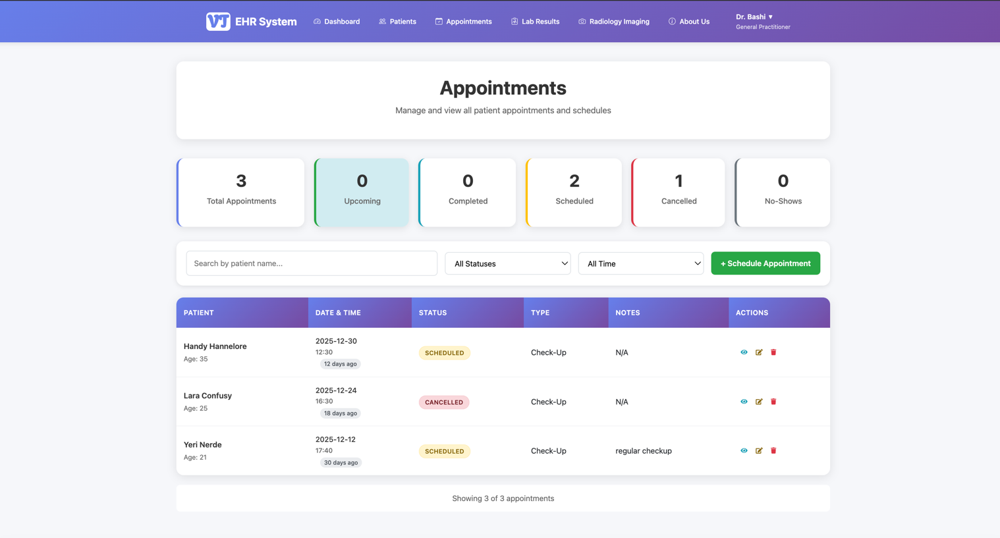 VJ EHR System
Dashboard
Patients
Appointments
Lab Results
Radiology Imaging
About Us
Dr. Bashi ▼
General Practitioner
Appointments
Manage and view all patient appointments and schedules
3
Total Appointments
0
Upcoming
0
Completed
2
Scheduled
1
Cancelled
0
No-Shows
Search by patient name...
All Statuses
All Time
+ Schedule Appointment
PATIENT DATE & TIME STATUS TYPE NOTES ACTIONS
Handy Hannelore
Age: 35
2025-12-30
12:30
12 days ago
SCHEDULED
Check-Up
N/A
Lara Confusy
Age: 25
2025-12-24
16:30
18 days ago
CANCELLED
Check-Up
N/A
Yeri Nerde
Age: 21
2025-12-12
17:40
30 days ago
SCHEDULED
Check-Up
regular checkup
Showing 3 of 3 appointments